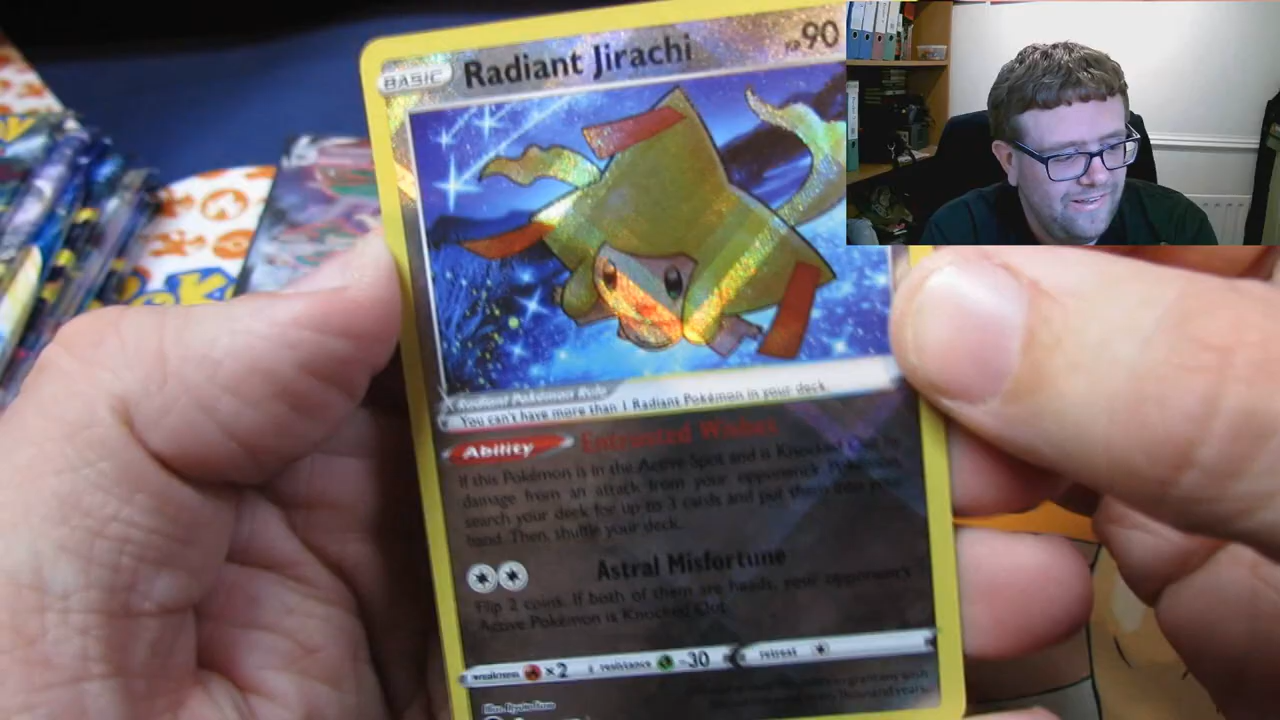 BASIC Radiant Jirachi HP 90
Radiant Pokémon Rule
You can't have more than 1 Radiant Pokémon in your deck.
Ability Entrusted Wishes
If this Pokémon is in the Active Spot and is Knocked Out by
damage from an attack from your opponent's Pokémon,
search your deck for up to 3 cards and put them into your
hand. Then, shuffle your deck.
Astral Misfortune
Flip 2 coins. If both of them are heads, your opponent's
Active Pokémon is Knocked Out.
weakness ×2 resistance -30 retreat